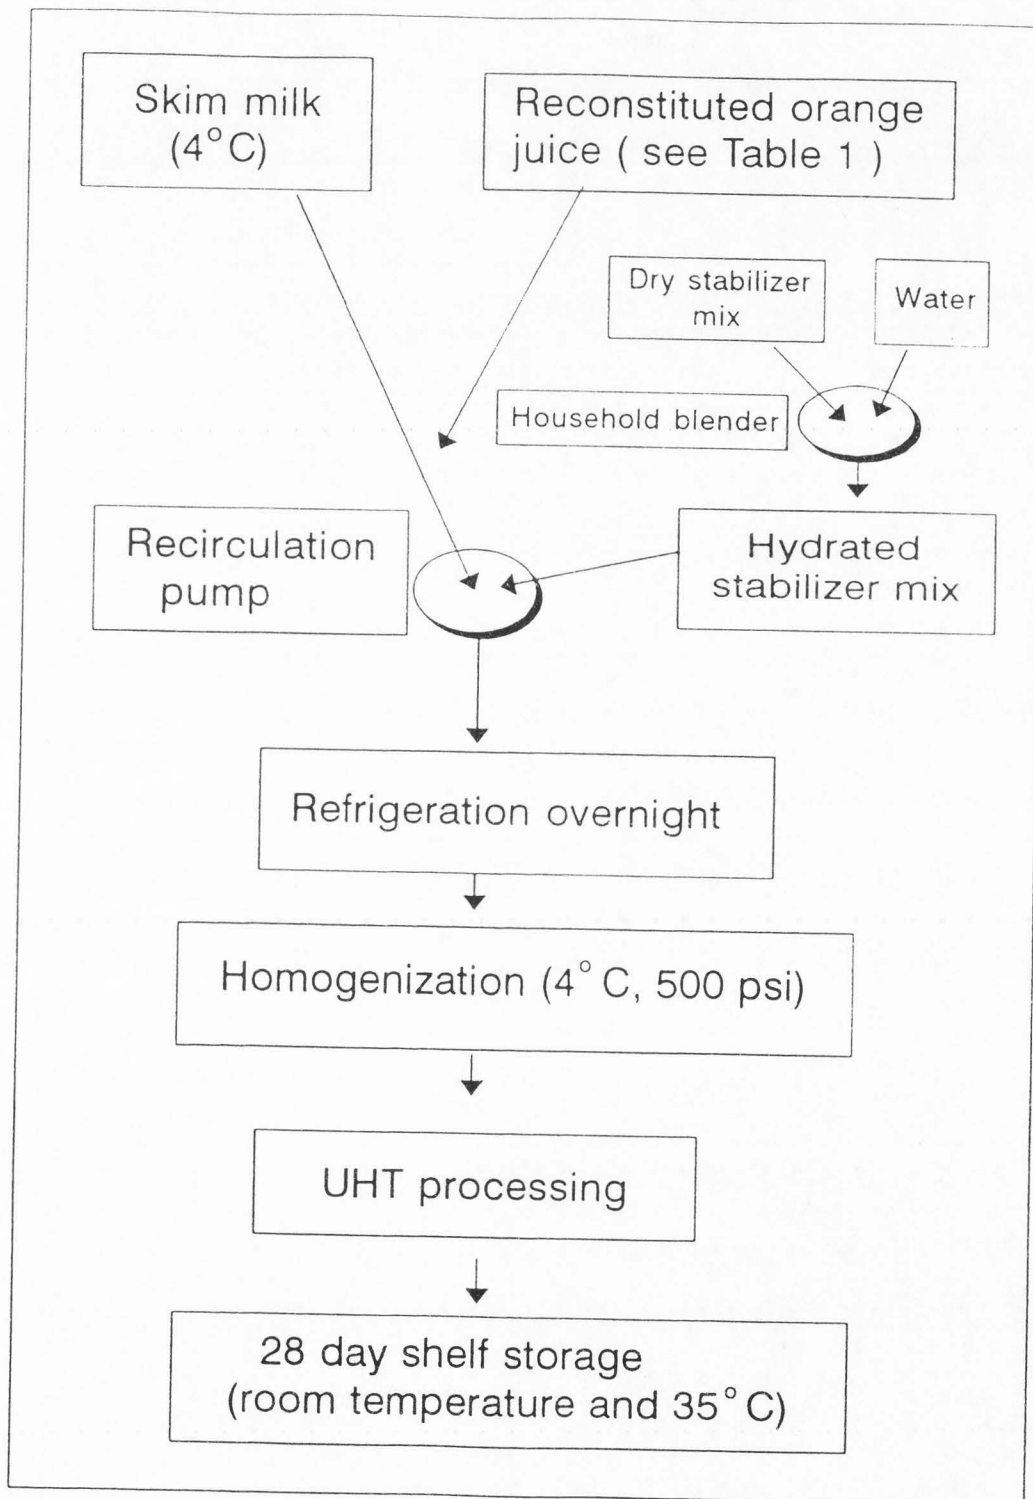 Skim milk
(4°C)
Reconstituted orange
juice ( see Table 1 )
Dry stabilizer
mix
Water
Household blender
Recirculation
pump
Hydrated
stabilizer mix
Refrigeration overnight
Homogenization (4°C, 500 psi)
UHT processing
28 day shelf storage
(room temperature and 35°C)